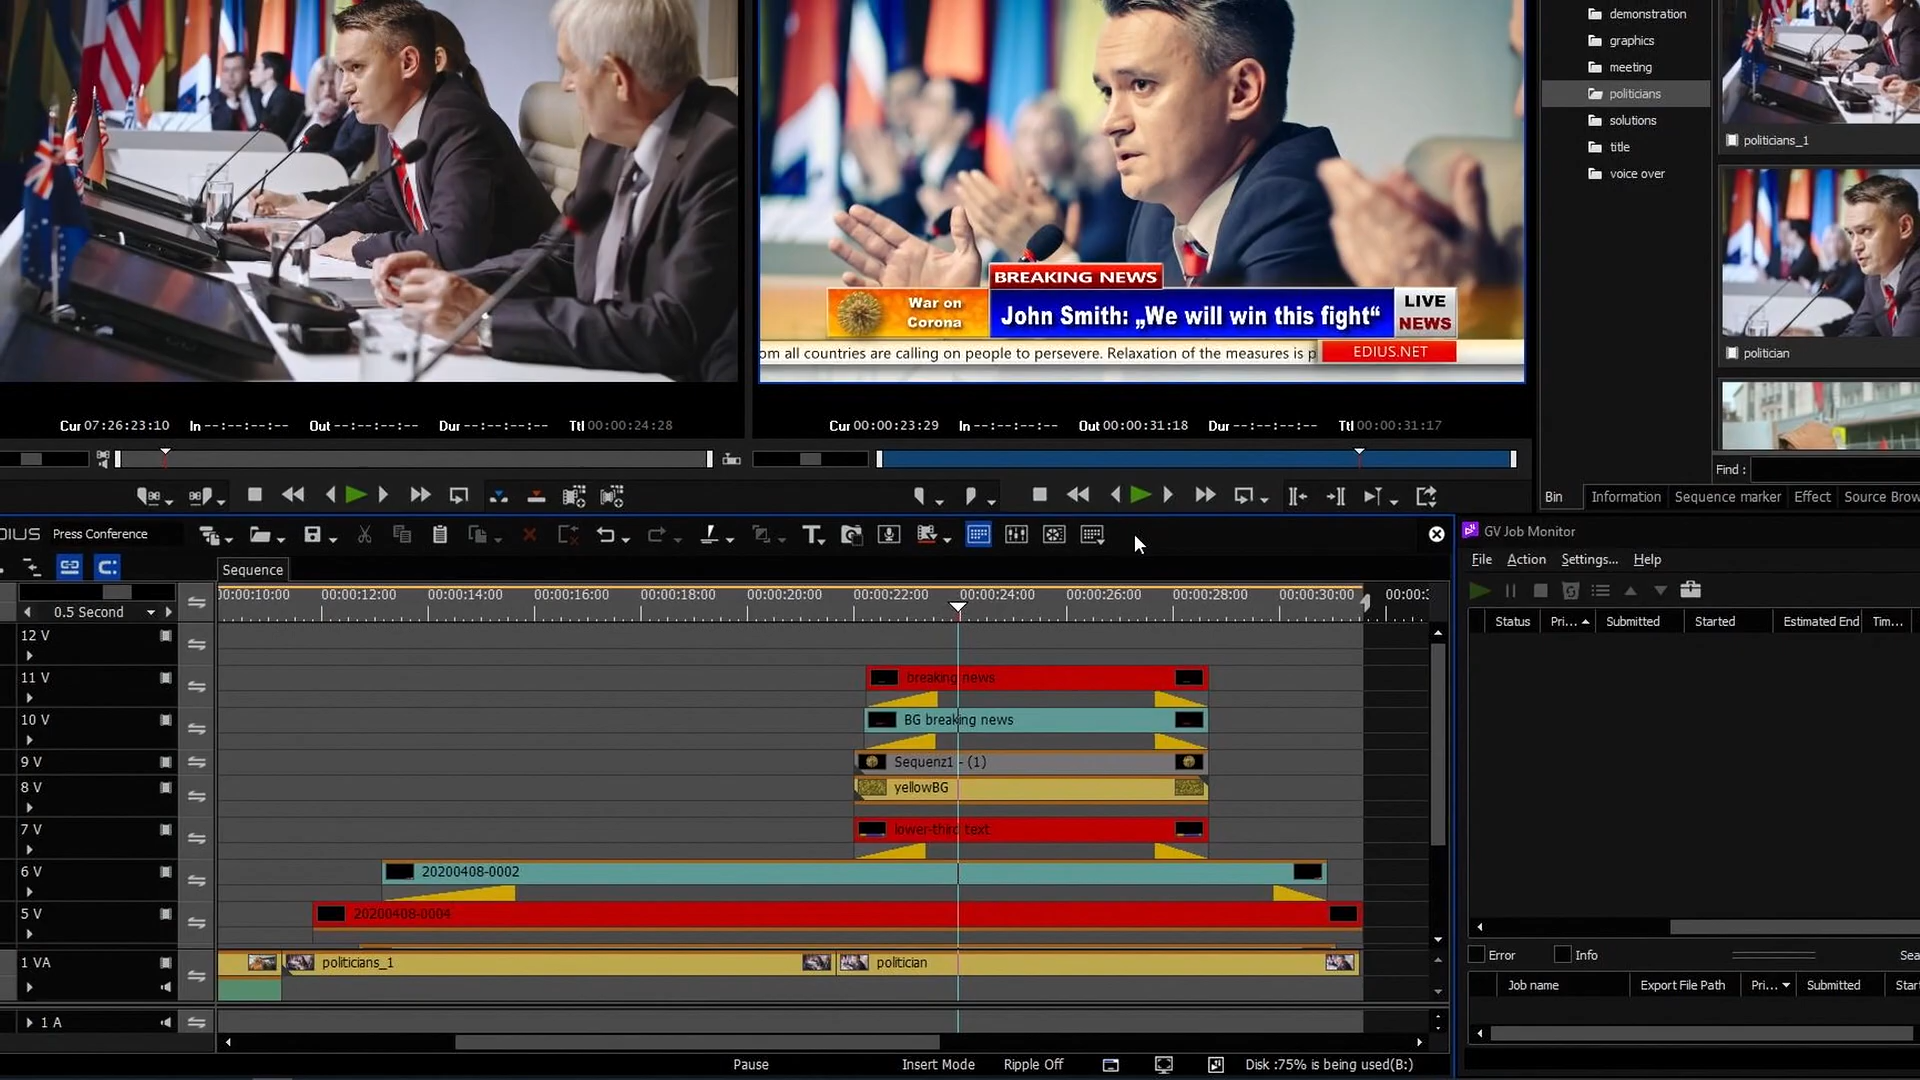 demonstration
graphics
meeting
politicians
solutions
title
voice over
politicians_1
politician
BREAKING NEWS
War on
Corona
John Smith: „We will win this fight“
LIVE
NEWS
om all countries are calling on people to persevere. Relaxation of the measures is p
EDIUS.NET
Cur 07:26:23:10 In --:--:--:-- Out --:--:--:-- Dur --:--:--:-- Ttl 00:00:24:28
Cur 00:00:23:29 In --:--:--:-- Out 00:00:31:18 Dur --:--:--:-- Ttl 00:00:31:17
Find :
Bin Information Sequence marker Effect Source Brow
DIUS Press Conference
GV Job Monitor
File Action Settings... Help
Sequence
0.5 Second
00:00:10:00 00:00:12:00 00:00:14:00 00:00:16:00 00:00:18:00 00:00:20:00 00:00:22:00 00:00:24:00 00:00:26:00 00:00:28:00 00:00:30:00 00:00:3
Status Pri... Submitted Started Estimated End Tim...
12 V
11 V breaking news
10 V BG breaking news
9 V Sequenz1 - (1)
8 V yellowBG
7 V lower-third text
6 V 20200408-0002
5 V 20200408-0004
1 VA politicians_1 politician
1 A
Error Info Sea
Job name Export File Path Pri... Submitted Start
Pause Insert Mode Ripple Off Disk :75% is being used(B:)